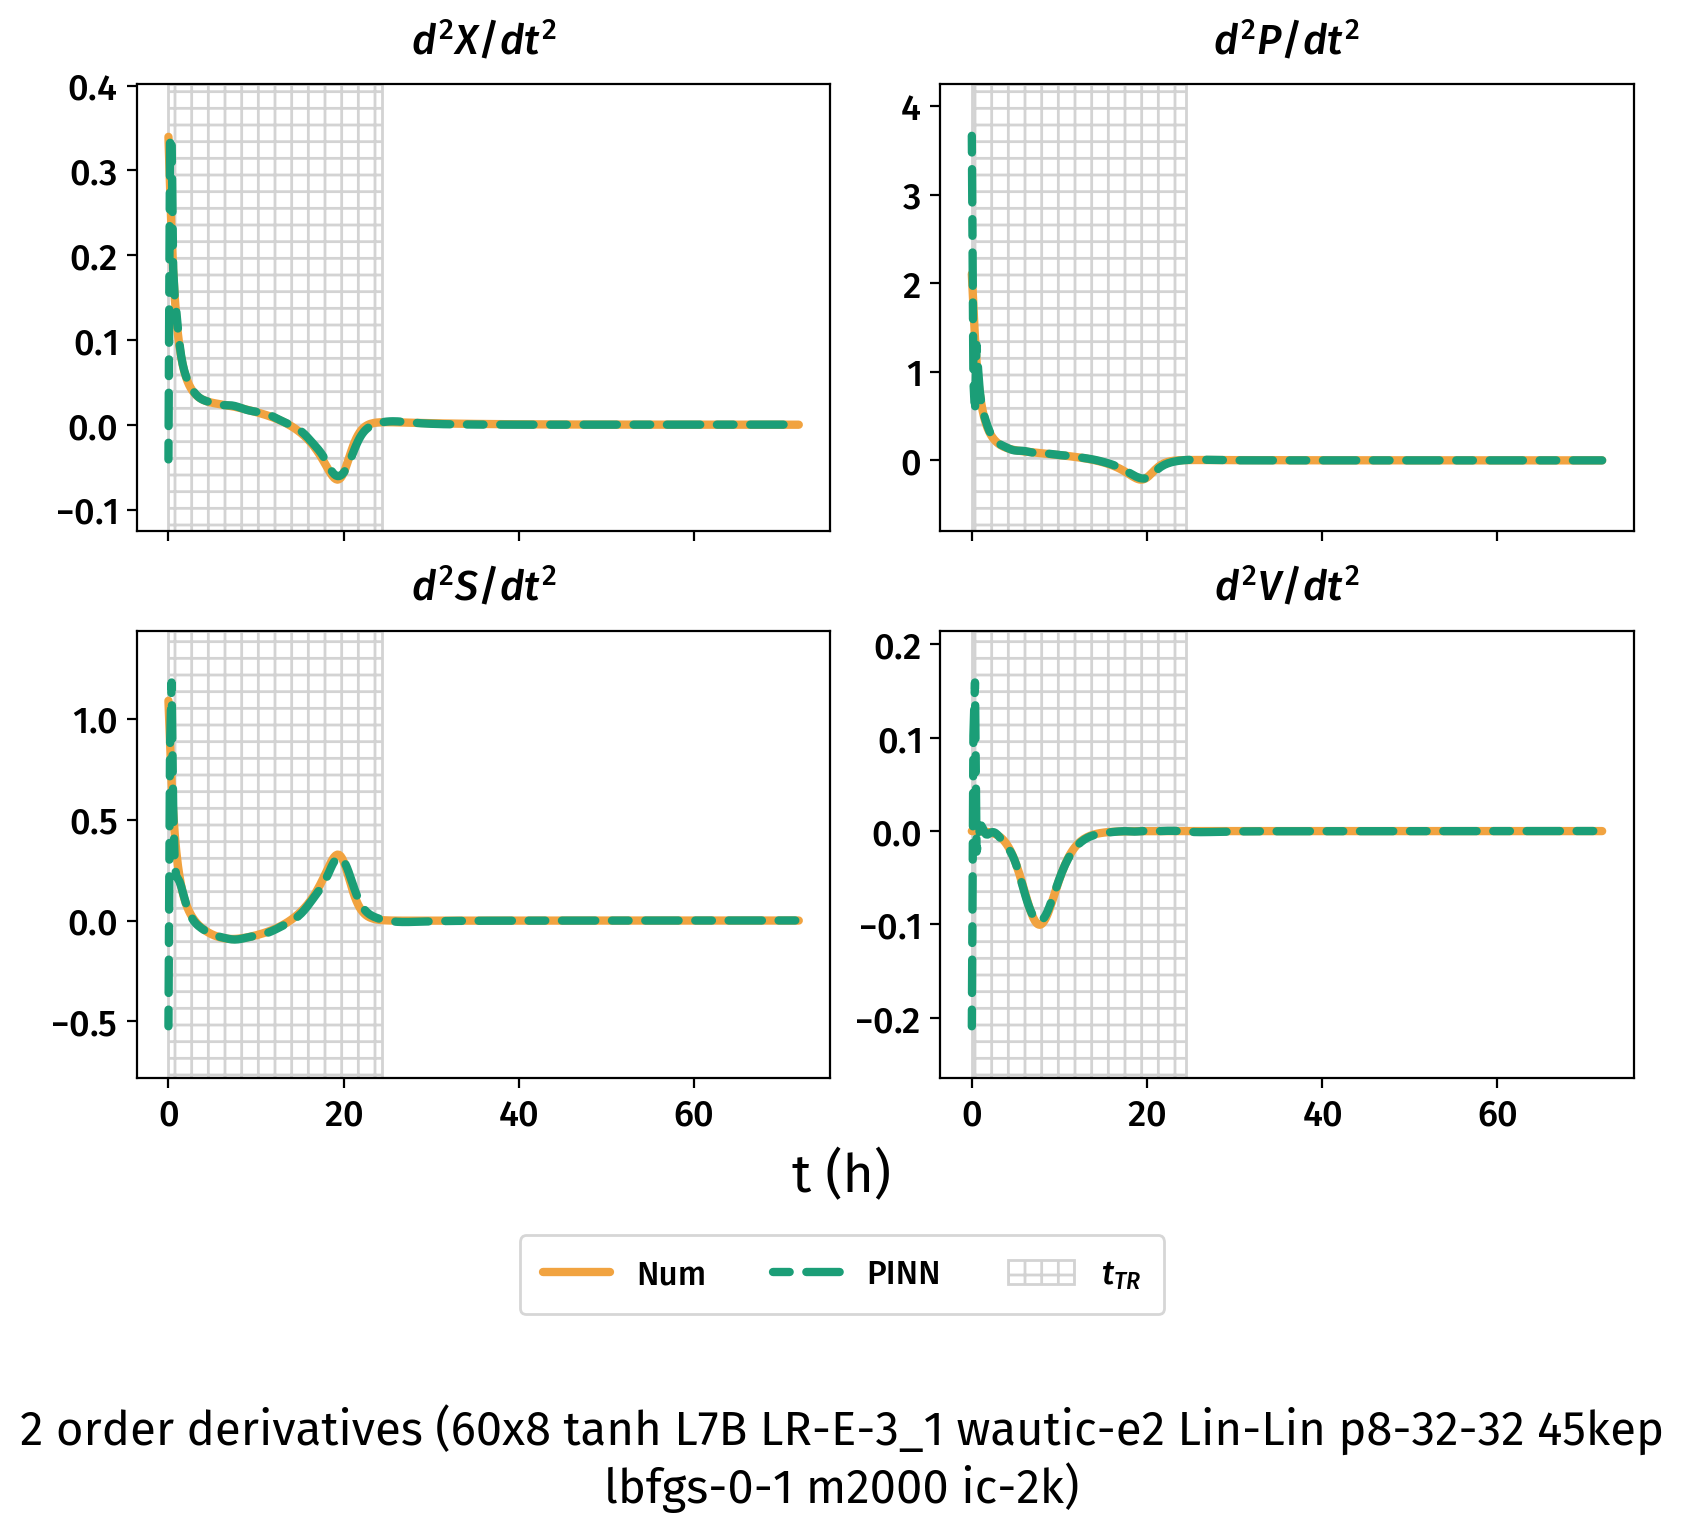 d²X/dt²
d²P/dt²
0.4
0.3
0.2
0.1
0.0
−0.1
4
3
2
1
0
d²S/dt²
d²V/dt²
1.0
0.5
0.0
−0.5
0.2
0.1
0.0
−0.1
−0.2
0 20 40 60
0 20 40 60
t (h)
Num PINN t_TR
2 order derivatives (60x8 tanh L7B LR-E-3_1 wautic-e2 Lin-Lin p8-32-32 45kep
lbfgs-0-1 m2000 ic-2k)